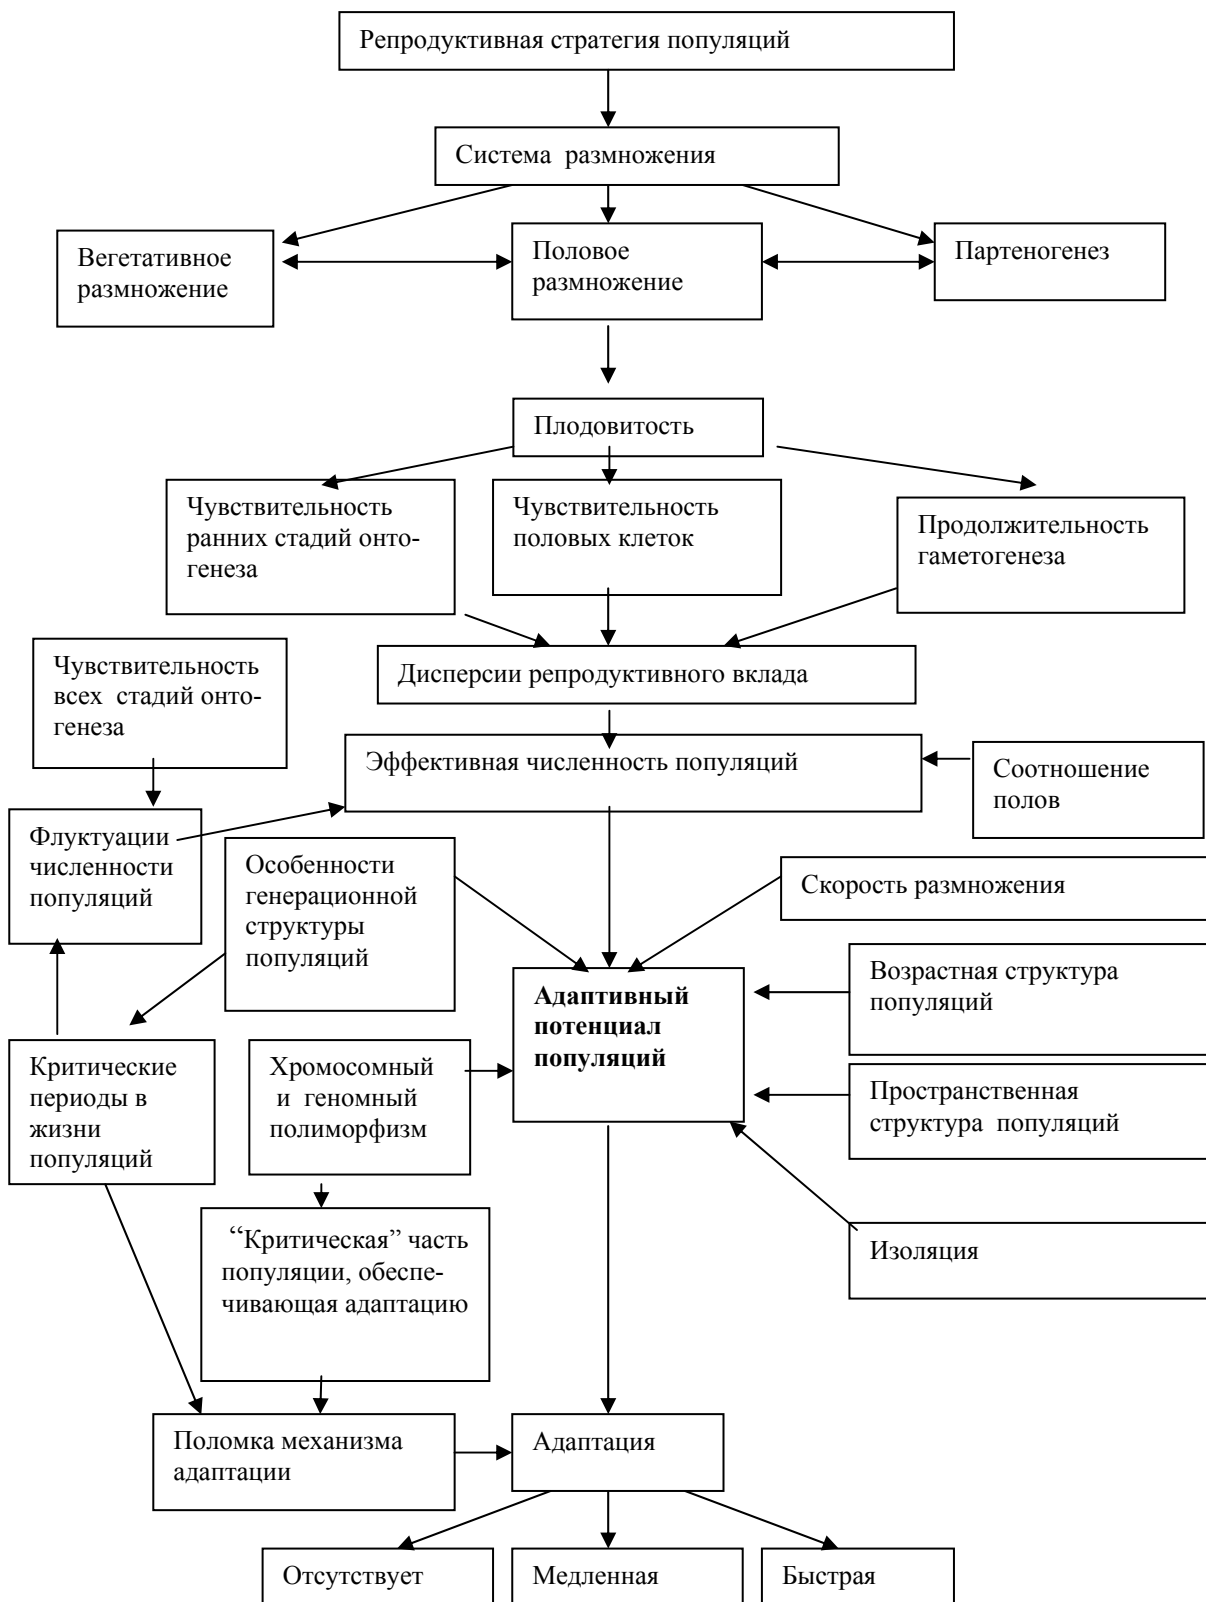 Репродуктивная стратегия популяций
Система размножения
Вегетативное
размножение
Половое
размножение
Партеногенез
Плодовитость
Чувствительность
ранних стадий онто-
генеза
Чувствительность
половых клеток
Продолжительность
гаметогенеза
Чувствительность
всех стадий онто-
генеза
Дисперсии репродуктивного вклада
Эффективная численность популяций
Соотношение
полов
Флуктуации
численности
популяций
Особенности
генерационной
структуры
популяций
Скорость размножения
Адаптивный
потенциал
популяций
Возрастная структура
популяций
Критические
периоды в
жизни
популяций
Хромосомный
и геномный
полиморфизм
Пространственная
структура популяций
“Критическая” часть
популяции, обеспе-
чивающая адаптацию
Изоляция
Поломка механизма
адаптации
Адаптация
Отсутствует
Медленная
Быстрая